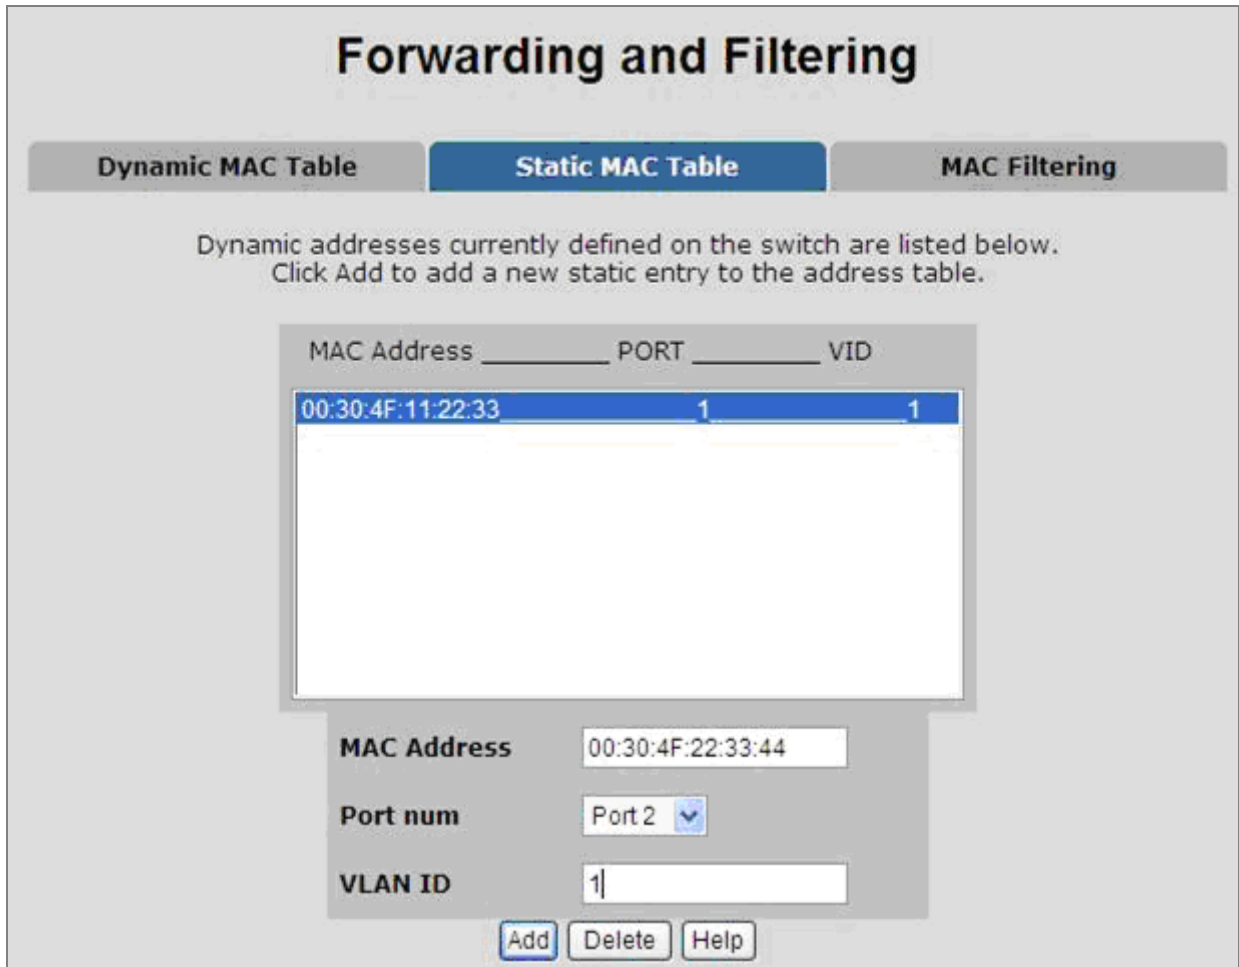 Forwarding and Filtering
Dynamic MAC Table Static MAC Table MAC Filtering
Dynamic addresses currently defined on the switch are listed below.
Click Add to add a new static entry to the address table.
MAC Address _________ PORT _________ VID
00:30:4F:11:22:33______________1______________1
MAC Address 00:30:4F:22:33:44
Port num Port 2
VLAN ID 1
Add Delete Help